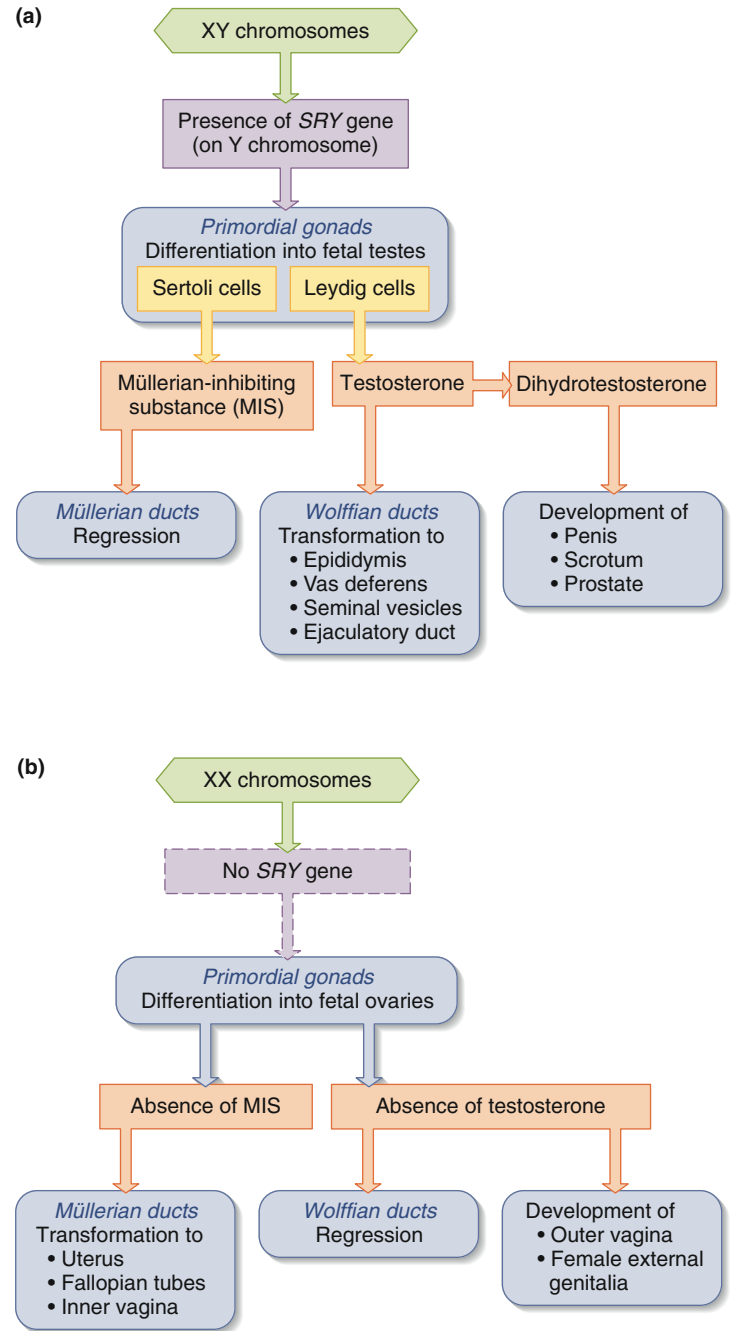 (a)
XY chromosomes
Presence of SRY gene
(on Y chromosome)
Primordial gonads
Differentiation into fetal testes
Sertoli cells
Leydig cells
Müllerian-inhibiting
substance (MIS)
Testosterone
Dihydrotestosterone
Müllerian ducts
Regression
Wolffian ducts
Transformation to
• Epididymis
• Vas deferens
• Seminal vesicles
• Ejaculatory duct
Development of
• Penis
• Scrotum
• Prostate
(b)
XX chromosomes
No SRY gene
Primordial gonads
Differentiation into fetal ovaries
Absence of MIS
Absence of testosterone
Müllerian ducts
Transformation to
• Uterus
• Fallopian tubes
• Inner vagina
Wolffian ducts
Regression
Development of
• Outer vagina
• Female external
genitalia